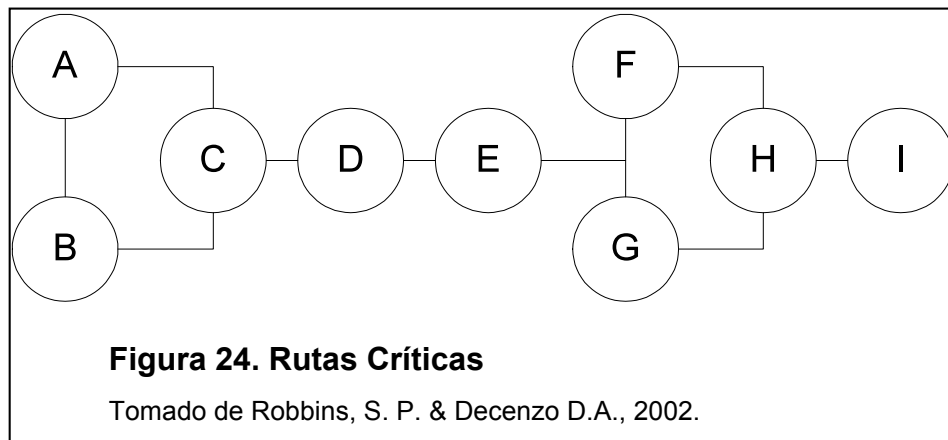 A
F
C
D
E
H
I
B
G
Figura 24. Rutas Críticas
Tomado de Robbins, S. P. & Decenzo D.A., 2002.